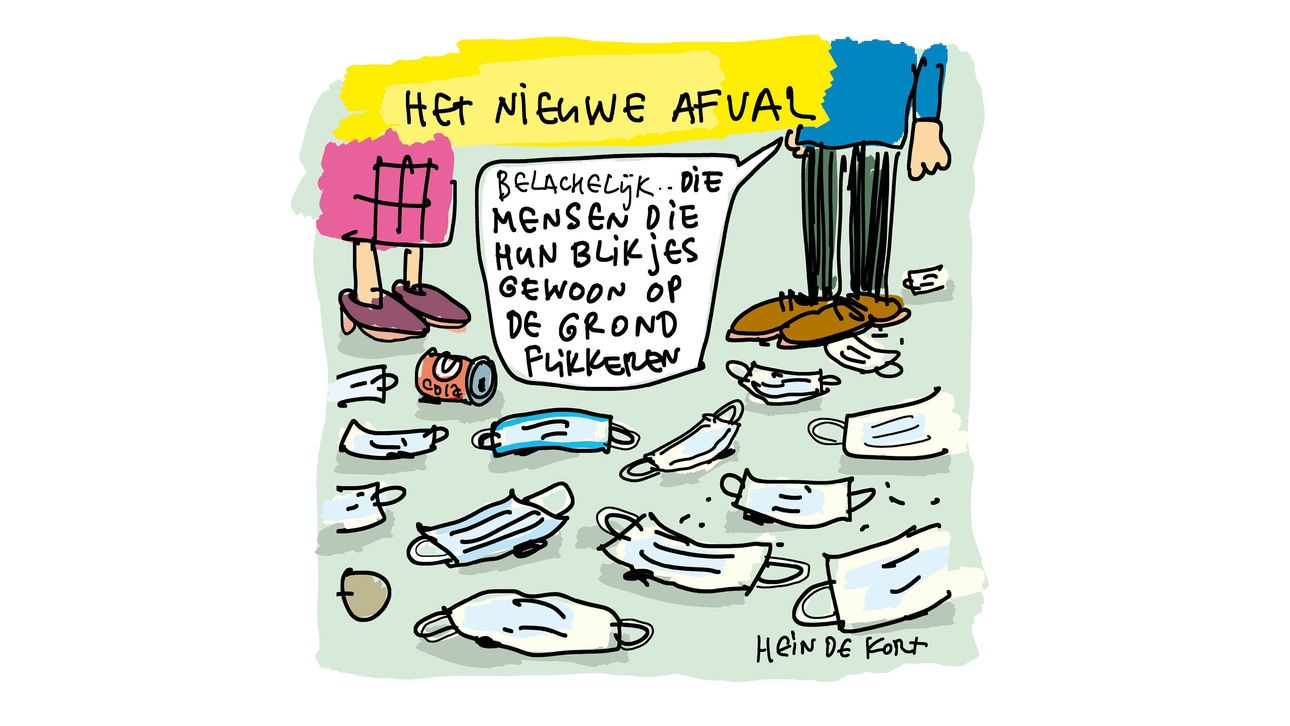 HET NIEUWE AFVAL
BELACHELIJK.. DIE
MENSEN DIE
HUN BLIKJES
GEWOON OP
DE GROND
FLIKKEREN
COLA
HEIN DE KORT